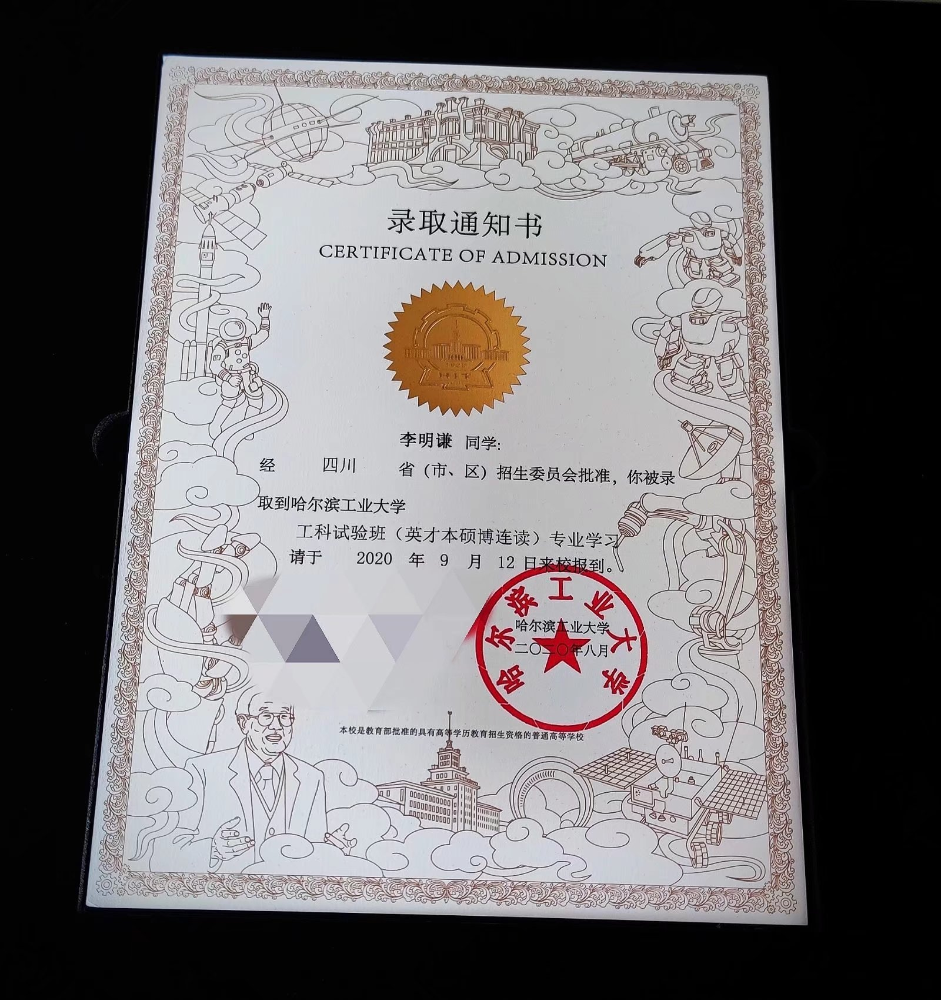 录取通知书
CERTIFICATE OF ADMISSION
1920
HIT
李明谦 同学:
经 四川 省（市、区）招生委员会批准，你被录
取到哈尔滨工业大学
工科试验班（英才本硕博连读）专业学习
请于 2020 年 9 月 12 日来校报到。
哈尔滨工业大学
哈尔滨工业大学
二〇二〇年八月
本校是教育部批准的具有高等学历教育招生资格的普通高等学校